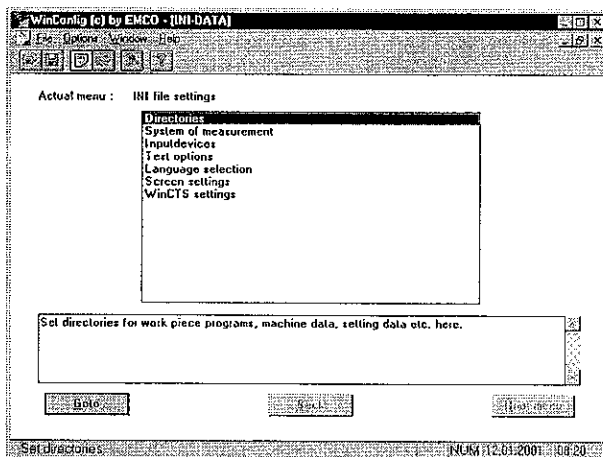 WinConfig (c) by EMCO - [INI-DATA]
File Options Window Help
Actual menu : INI file settings
Directories
System of measurement
Inputdevices
Test options
Language selection
Screen settings
WinCTS settings
Set directories for work piece programs, machine data, setting data etc. here.
Goto Back
Set directories NUM 12.01.2001 08:20